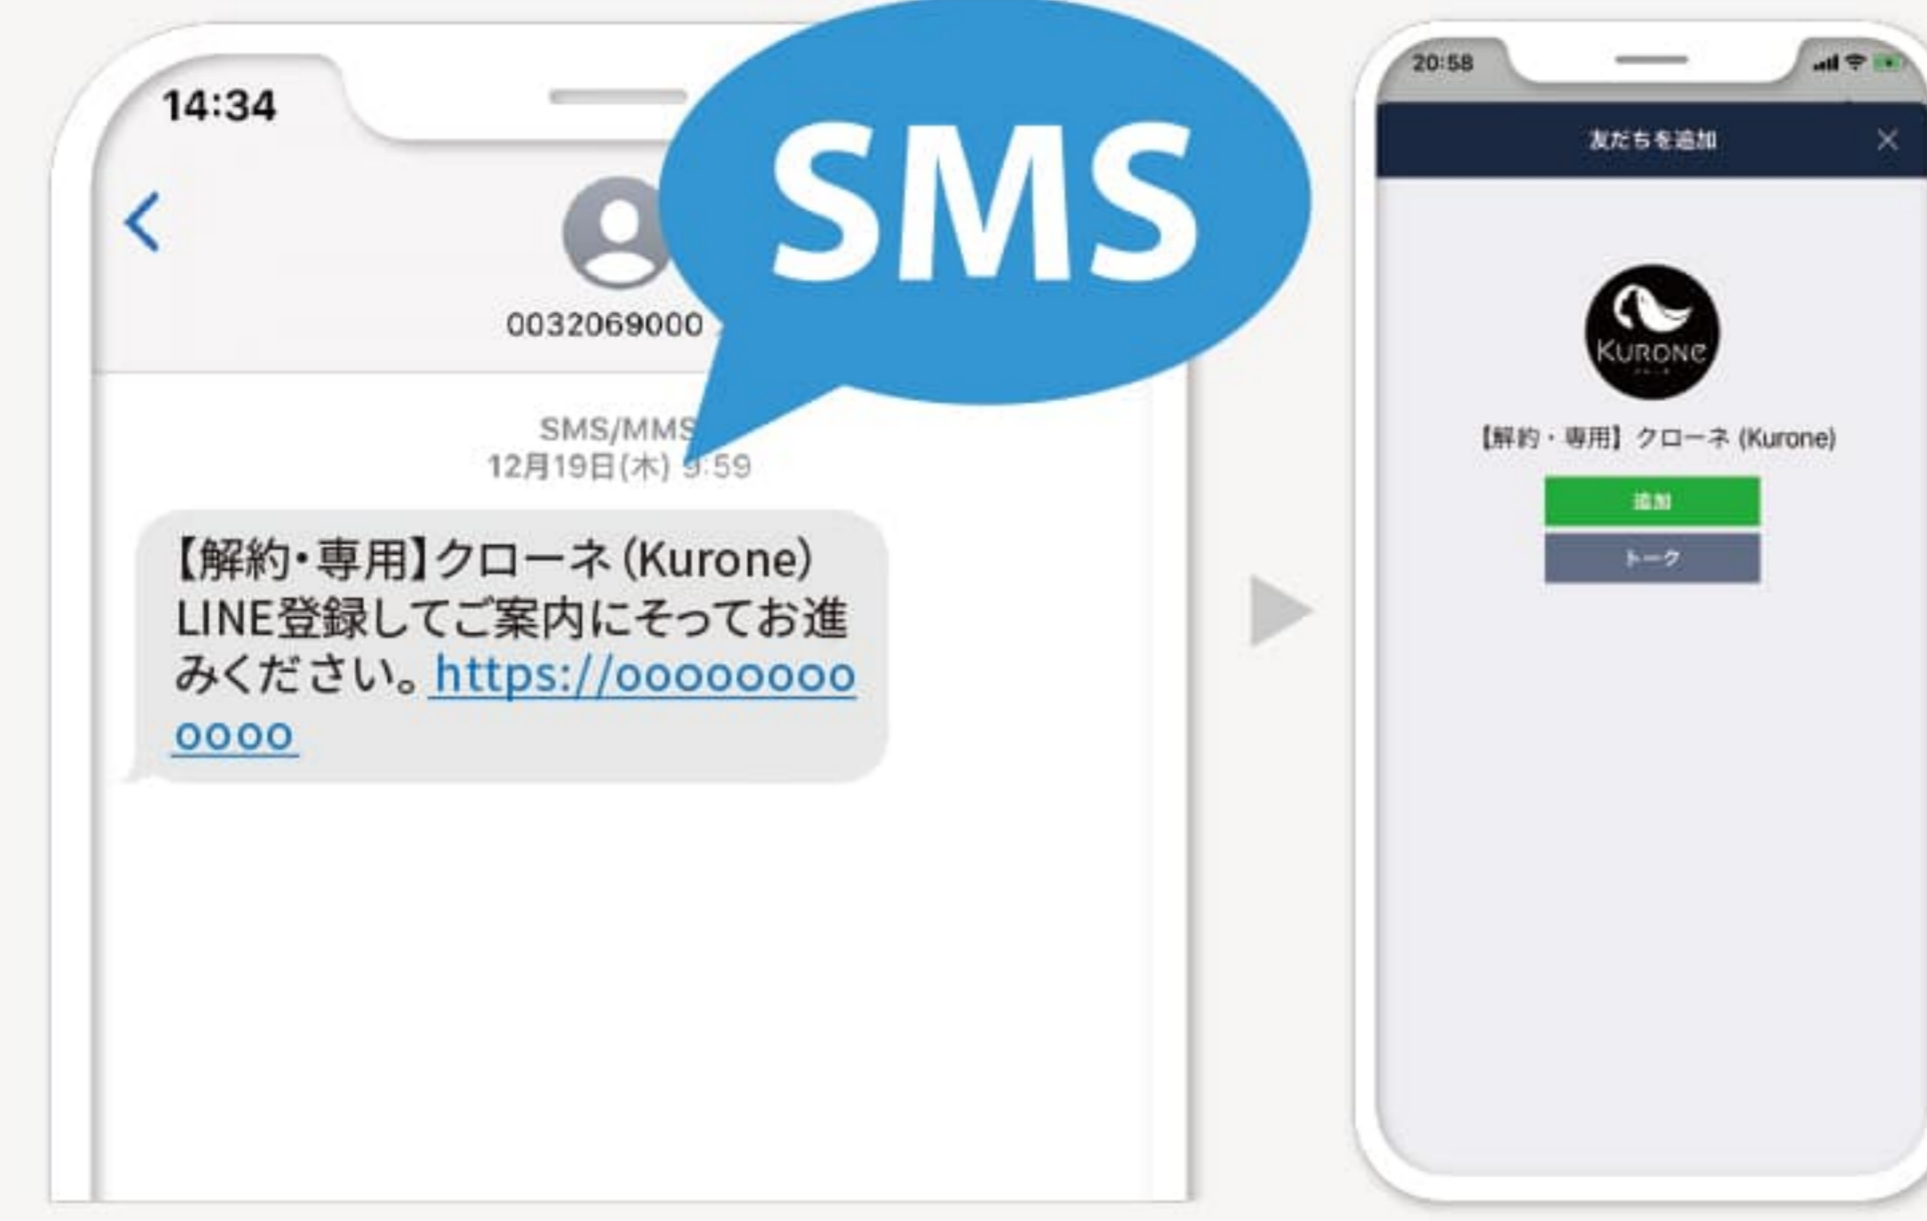 14:34
SMS
0032069000
SMS/MMS
12月19日(木) 9:59
【解約・専用】クローネ(Kurone)
LINE登録してご案内にそってお進
みください。https://oooooooo
oooo
20:58
友だちを追加
KURONE
【解約・専用】クローネ (Kurone)
追加
トーク